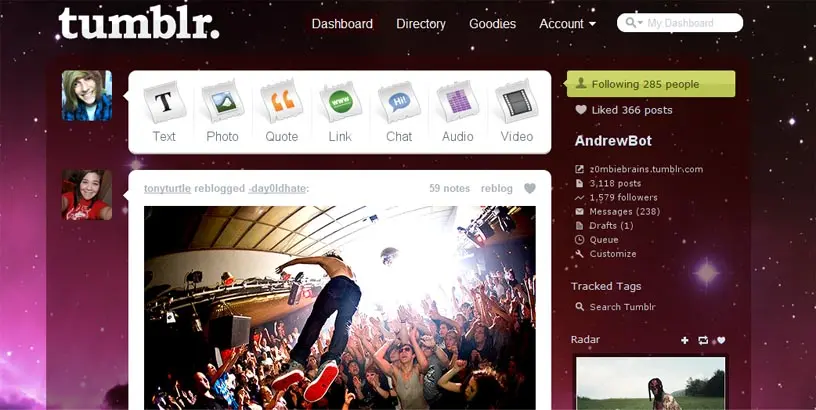 tumblr.
Dashboard Directory Goodies Account
My Dashboard
T
www
Hi!
Text Photo Quote Link Chat Audio Video
tonyturtle reblogged -day0ldhate:
59 notes reblog
Following 285 people
Liked 366 posts
AndrewBot
z0mbiebrains.tumblr.com
3,118 posts
1,579 followers
Messages (238)
Drafts (1)
Queue
Customize
Tracked Tags
Search Tumblr
Radar